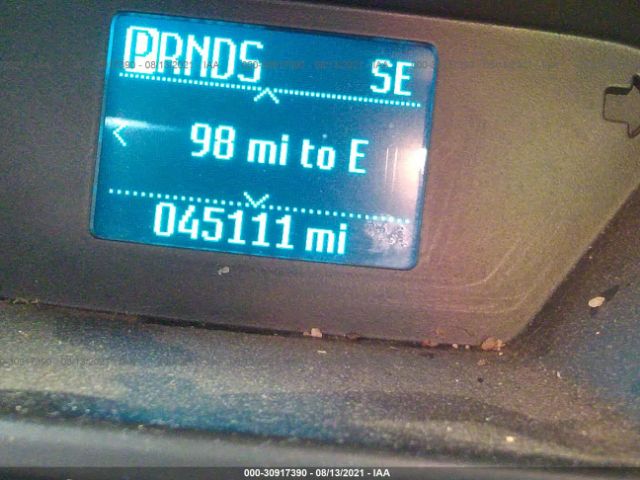 PRNDS
SE
98 mi to E
045111 mi
000-30917390 - 08/13/2021 - IAA